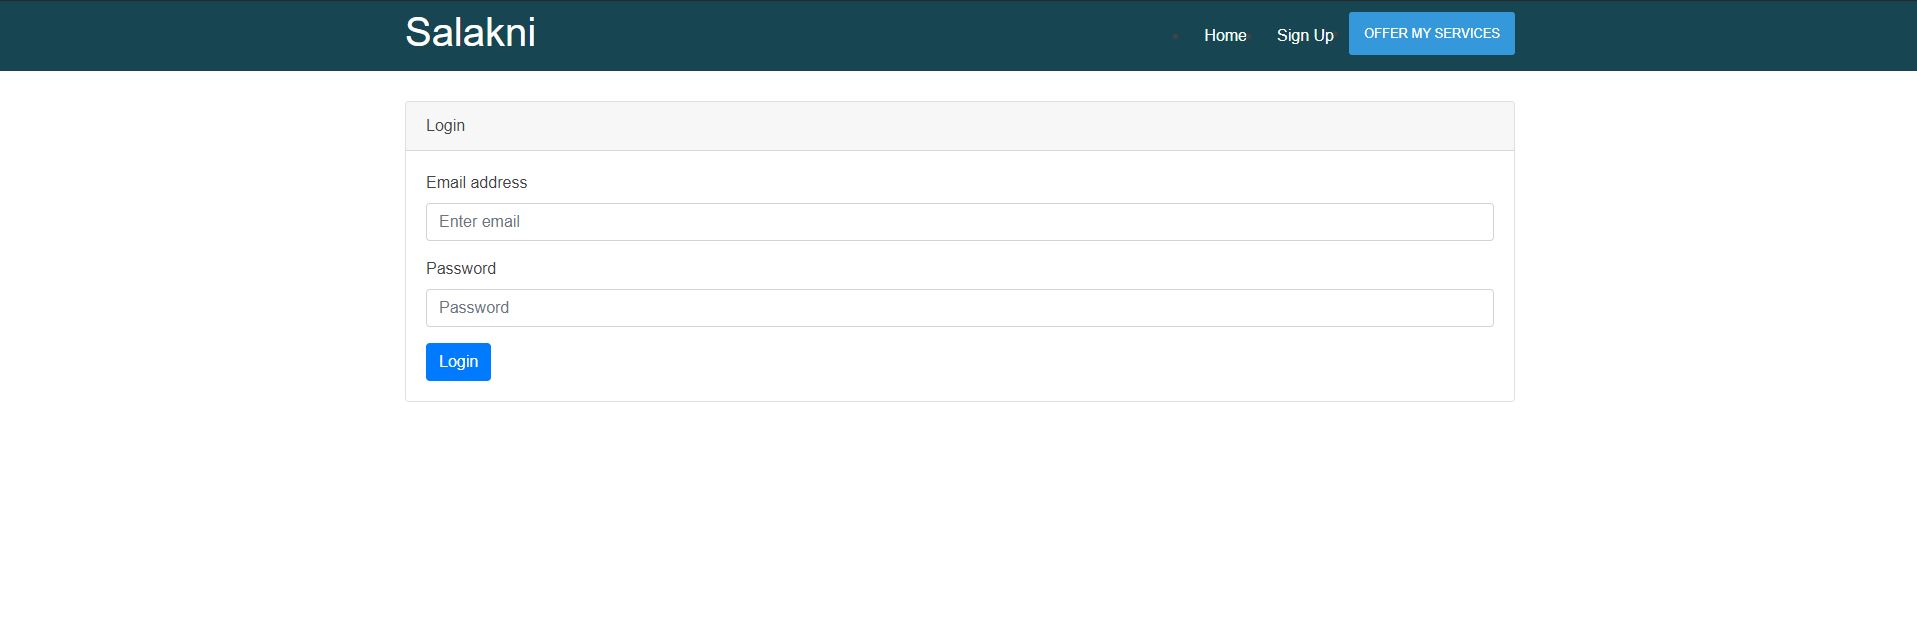 Salakni
Home Sign Up OFFER MY SERVICES
Login
Email address
Enter email
Password
Password
Login